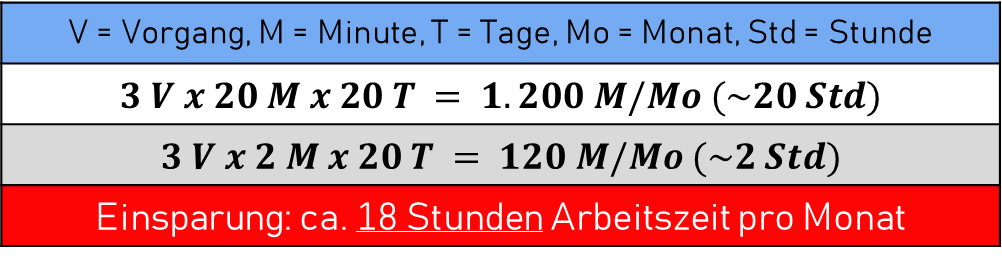 V = Vorgang, M = Minute, T = Tage, Mo = Monat, Std = Stunde
3 V x 20 M x 20 T = 1.200 M/Mo (~20 Std)
3 V x 2 M x 20 T = 120 M/Mo (~2 Std)
Einsparung: ca. 18 Stunden Arbeitszeit pro Monat